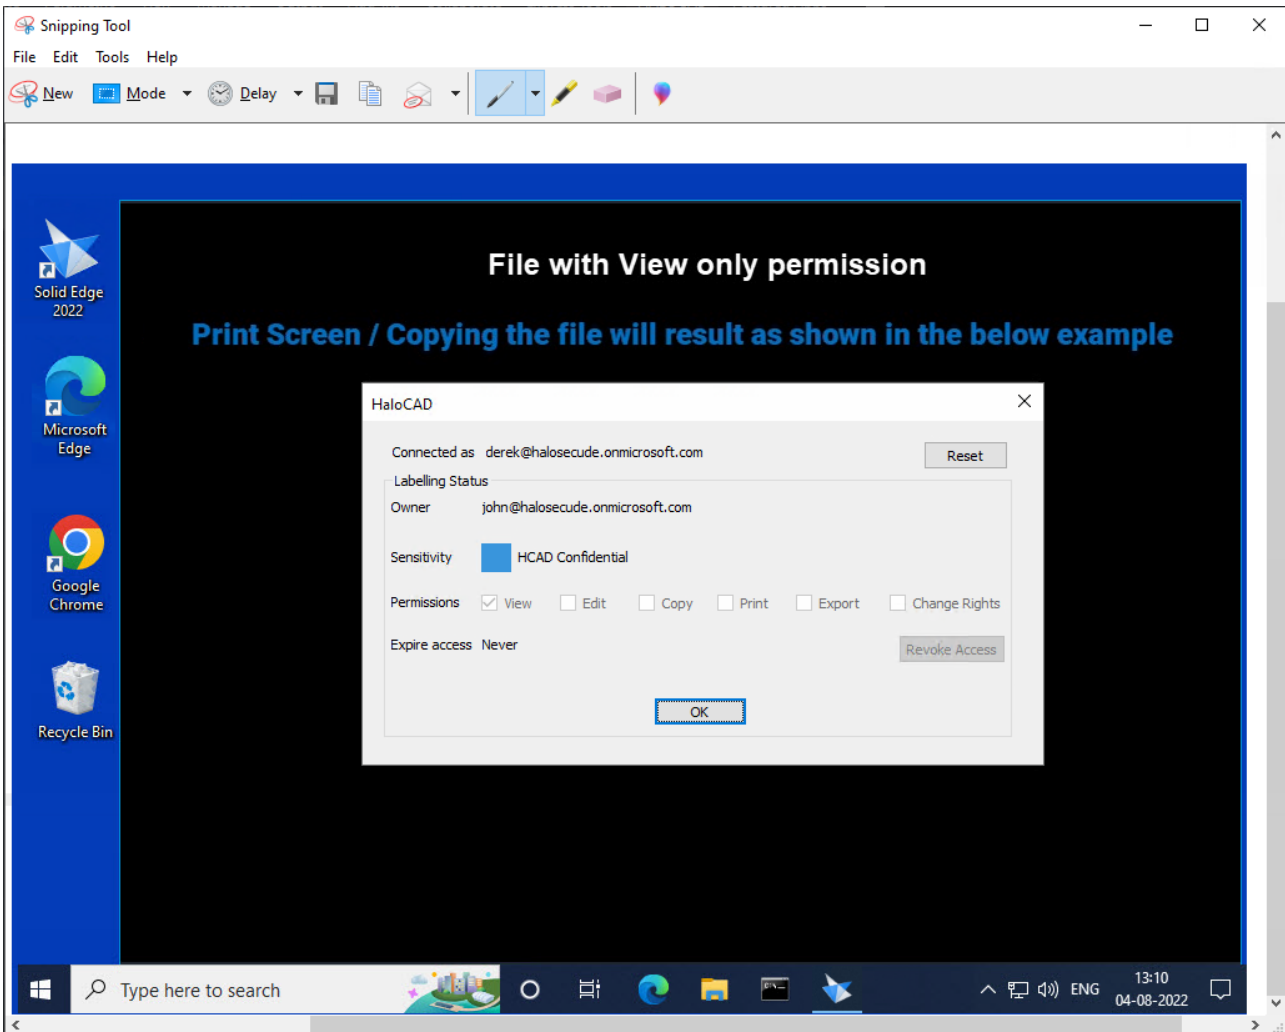 Snipping Tool
File Edit Tools Help
New Mode Delay
File with View only permission
Print Screen / Copying the file will result as shown in the below example
Solid Edge
2022
Microsoft
Edge
Google
Chrome
Recycle Bin
HaloCAD
Connected as derek@halosecude.onmicrosoft.com Reset
Labelling Status
Owner john@halosecude.onmicrosoft.com
Sensitivity HCAD Confidential
Permissions View Edit Copy Print Export Change Rights
Expire access Never Revoke Access
OK
Type here to search
ENG
13:10
04-08-2022